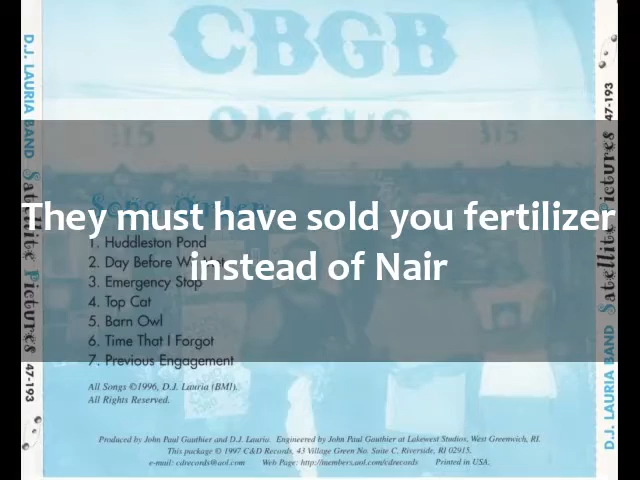 CBGB
315 OMFUG 315
They must have sold you fertilizer
instead of Nair
Song Order
1. Huddleston Pond
2. Day Before We Met
3. Emergency Stop
4. Top Cat
5. Barn Owl
6. Time That I Forgot
7. Previous Engagement
All Songs ©1996, D.J. Lauria (BMI).
All Rights Reserved.
Produced by John Paul Gauthier and D.J. Lauria. Engineered by John Paul Gauthier at Lakewest Studios, West Greenwich, RI.
This package © 1997 C&D Records, 43 Village Green No. Suite C, Riverside, RI 02915.
e-mail: cdrecords@aol.com Web Page: http://members.aol.com/cdrecords Printed in USA.
D.J. LAURIA BAND Satellite Pictures 47-193
D.J. LAURIA BAND Satellite Pictures 47-193